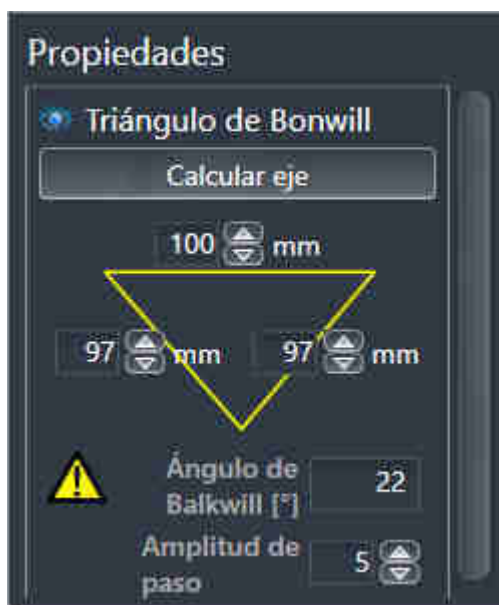 Propiedades
Triángulo de Bonwill
Calcular eje
100 mm
97 mm 97 mm
Ángulo de 22
Balkwill [°]
Amplitud de 5
paso